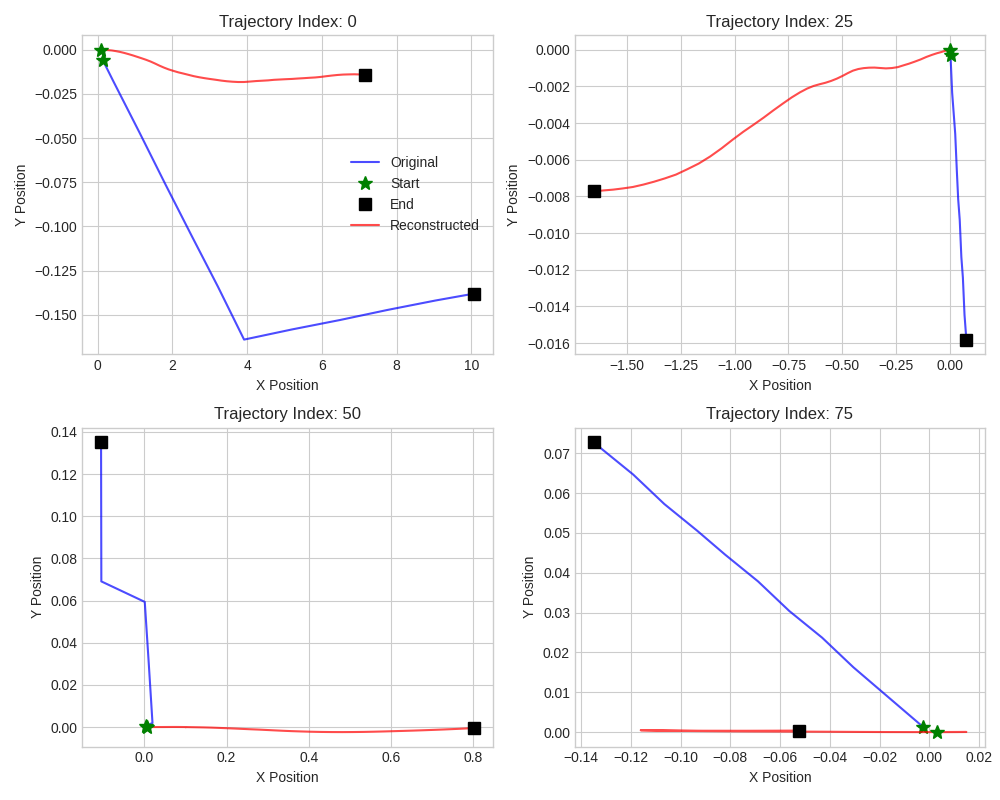 Trajectory Index: 0
0.000
−0.025
−0.050
−0.075
−0.100
−0.125
−0.150
Y Position
0 2 4 6 8 10
X Position
Original
Start
End
Reconstructed
Trajectory Index: 25
0.000
−0.002
−0.004
−0.006
−0.008
−0.010
−0.012
−0.014
−0.016
Y Position
−1.50 −1.25 −1.00 −0.75 −0.50 −0.25 0.00
X Position
Trajectory Index: 50
0.14
0.12
0.10
0.08
0.06
0.04
0.02
0.00
Y Position
0.0 0.2 0.4 0.6 0.8
X Position
Trajectory Index: 75
0.07
0.06
0.05
0.04
0.03
0.02
0.01
0.00
Y Position
−0.14 −0.12 −0.10 −0.08 −0.06 −0.04 −0.02 0.00 0.02
X Position